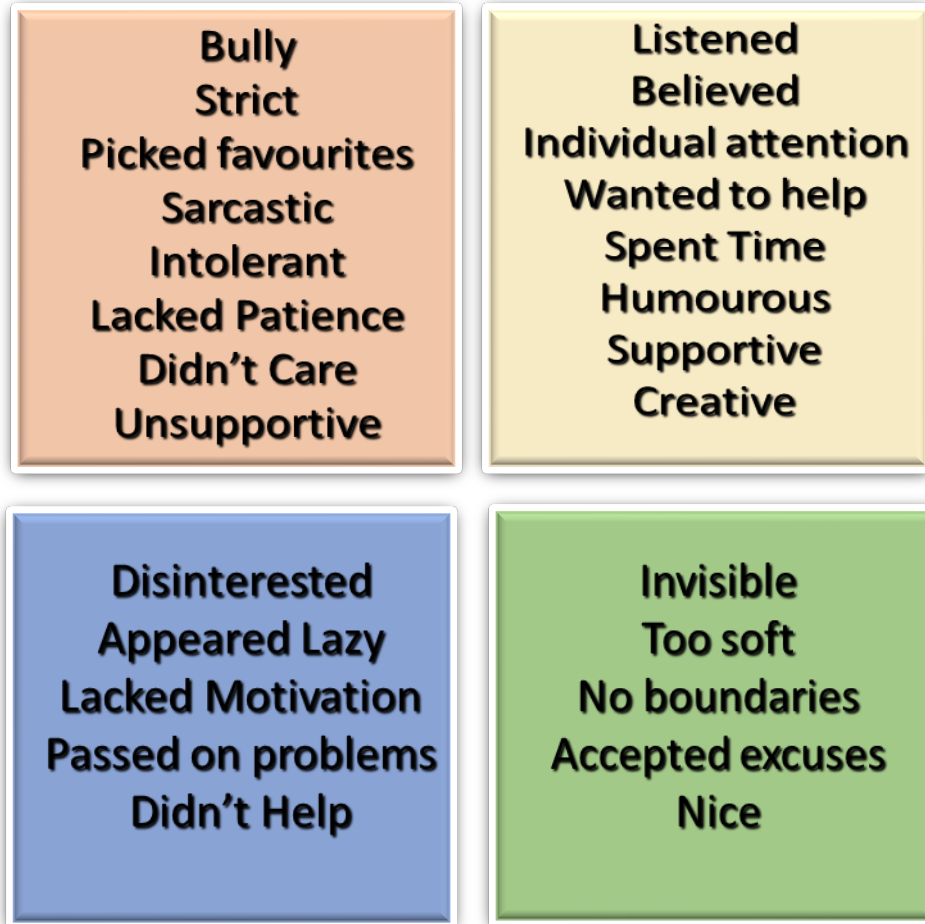 Bully
Strict
Picked favourites
Sarcastic
Intolerant
Lacked Patience
Didn't Care
Unsupportive
Listened
Believed
Individual attention
Wanted to help
Spent Time
Humourous
Supportive
Creative
Disinterested
Appeared Lazy
Lacked Motivation
Passed on problems
Didn't Help
Invisible
Too soft
No boundaries
Accepted excuses
Nice